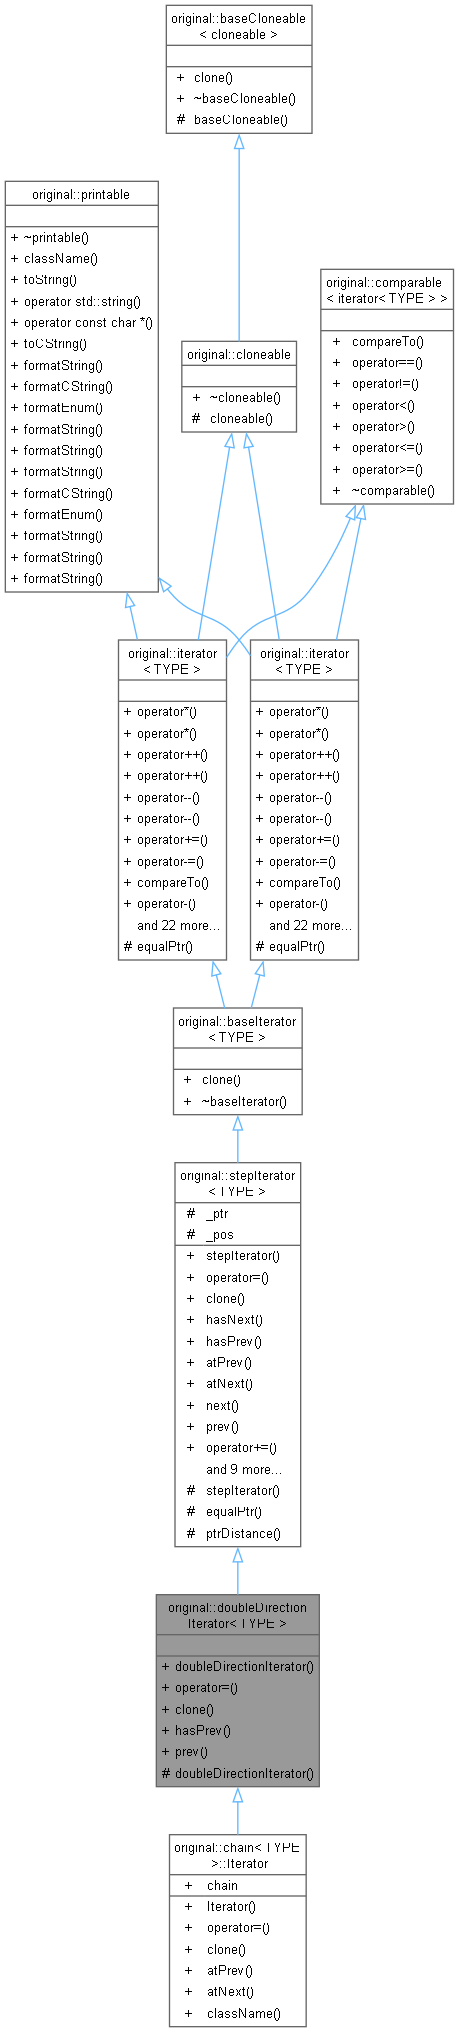 original::baseCloneable
< cloneable >
+ clone()
+ ~baseCloneable()
# baseCloneable()
original::printable
+ ~printable()
+ className()
+ toString()
+ operator std::string()
+ operator const char *()
+ toCString()
+ formatString()
+ formatCString()
+ formatEnum()
+ formatString()
+ formatString()
+ formatString()
+ formatCString()
+ formatEnum()
+ formatString()
+ formatString()
+ formatString()
original::cloneable
+ ~cloneable()
# cloneable()
original::comparable
< iterator< TYPE > >
+ compareTo()
+ operator==()
+ operator!=()
+ operator<()
+ operator>()
+ operator<=()
+ operator>=()
+ ~comparable()
original::iterator
< TYPE >
+ operator*()
+ operator*()
+ operator++()
+ operator++()
+ operator--()
+ operator--()
+ operator+=()
+ operator-=()
+ compareTo()
+ operator-()
and 22 more...
# equalPtr()
original::iterator
< TYPE >
+ operator*()
+ operator*()
+ operator++()
+ operator++()
+ operator--()
+ operator--()
+ operator+=()
+ operator-=()
+ compareTo()
+ operator-()
and 22 more...
# equalPtr()
original::baseIterator
< TYPE >
+ clone()
+ ~baseIterator()
original::stepIterator
< TYPE >
# _ptr
# _pos
+ stepIterator()
+ operator=()
+ clone()
+ hasNext()
+ hasPrev()
+ atPrev()
+ atNext()
+ next()
+ prev()
+ operator+=()
and 9 more...
# stepIterator()
# equalPtr()
# ptrDistance()
original::doubleDirection
Iterator< TYPE >
+ doubleDirectionIterator()
+ operator=()
+ clone()
+ hasPrev()
+ prev()
# doubleDirectionIterator()
original::chain< TYPE
>::Iterator
+ chain
+ Iterator()
+ operator=()
+ clone()
+ atPrev()
+ atNext()
+ className()